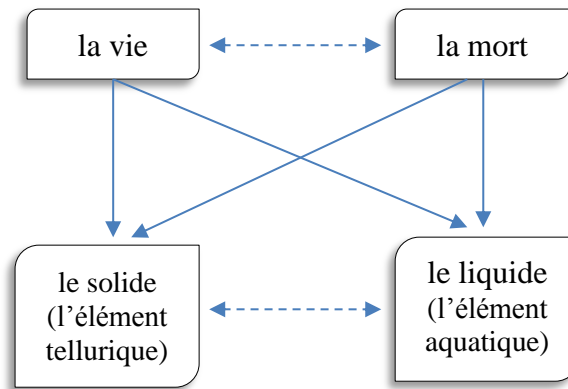 la vie
la mort
le solide
(l’élément
tellurique)
le liquide
(l’élément
aquatique)